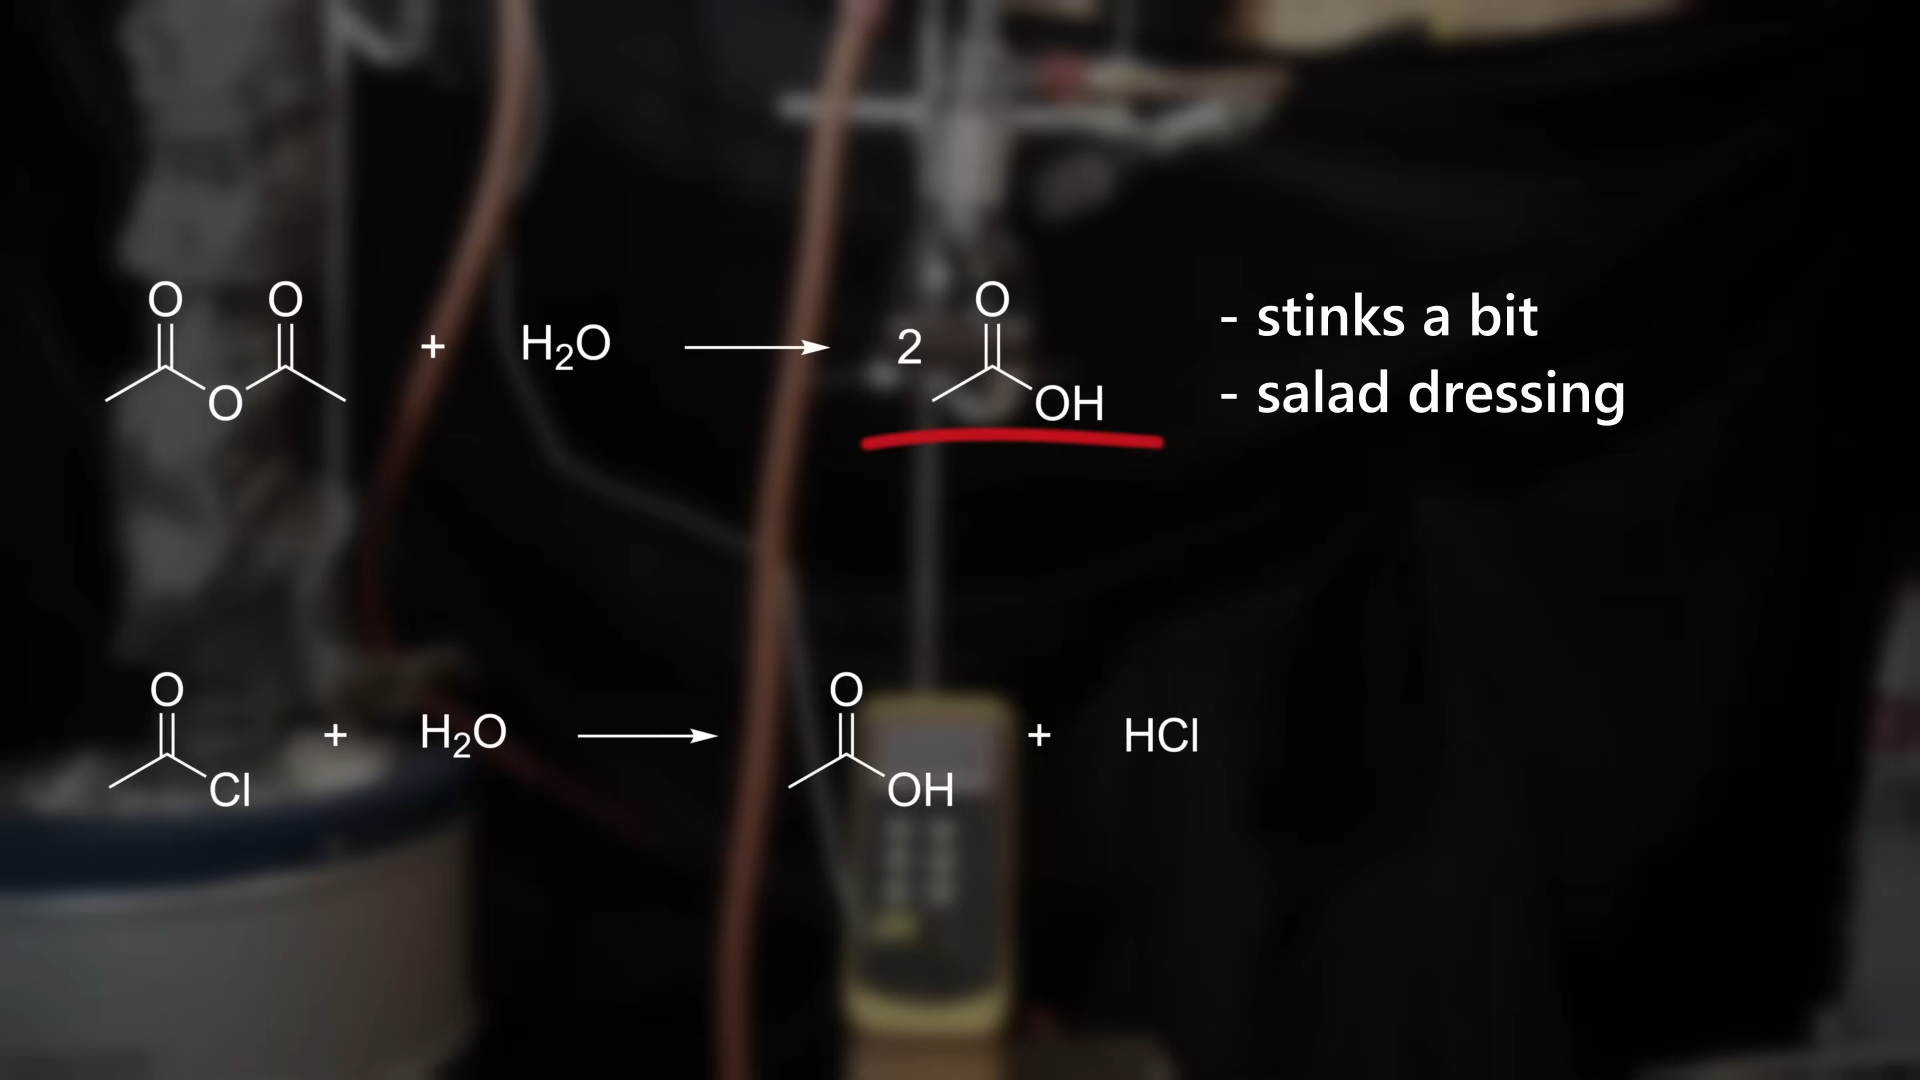 O O
O + H₂O → 2 O OH
- stinks a bit
- salad dressing
O Cl + H₂O → O OH + HCl